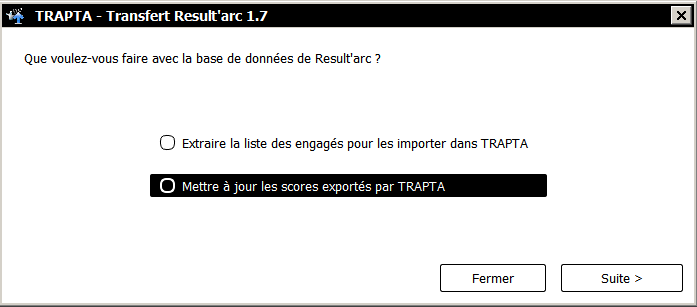 TRAPTA - Transfert Result'arc 1.7
Que voulez-vous faire avec la base de données de Result'arc ?
Extraire la liste des engagés pour les importer dans TRAPTA
Mettre à jour les scores exportés par TRAPTA
Fermer
Suite >